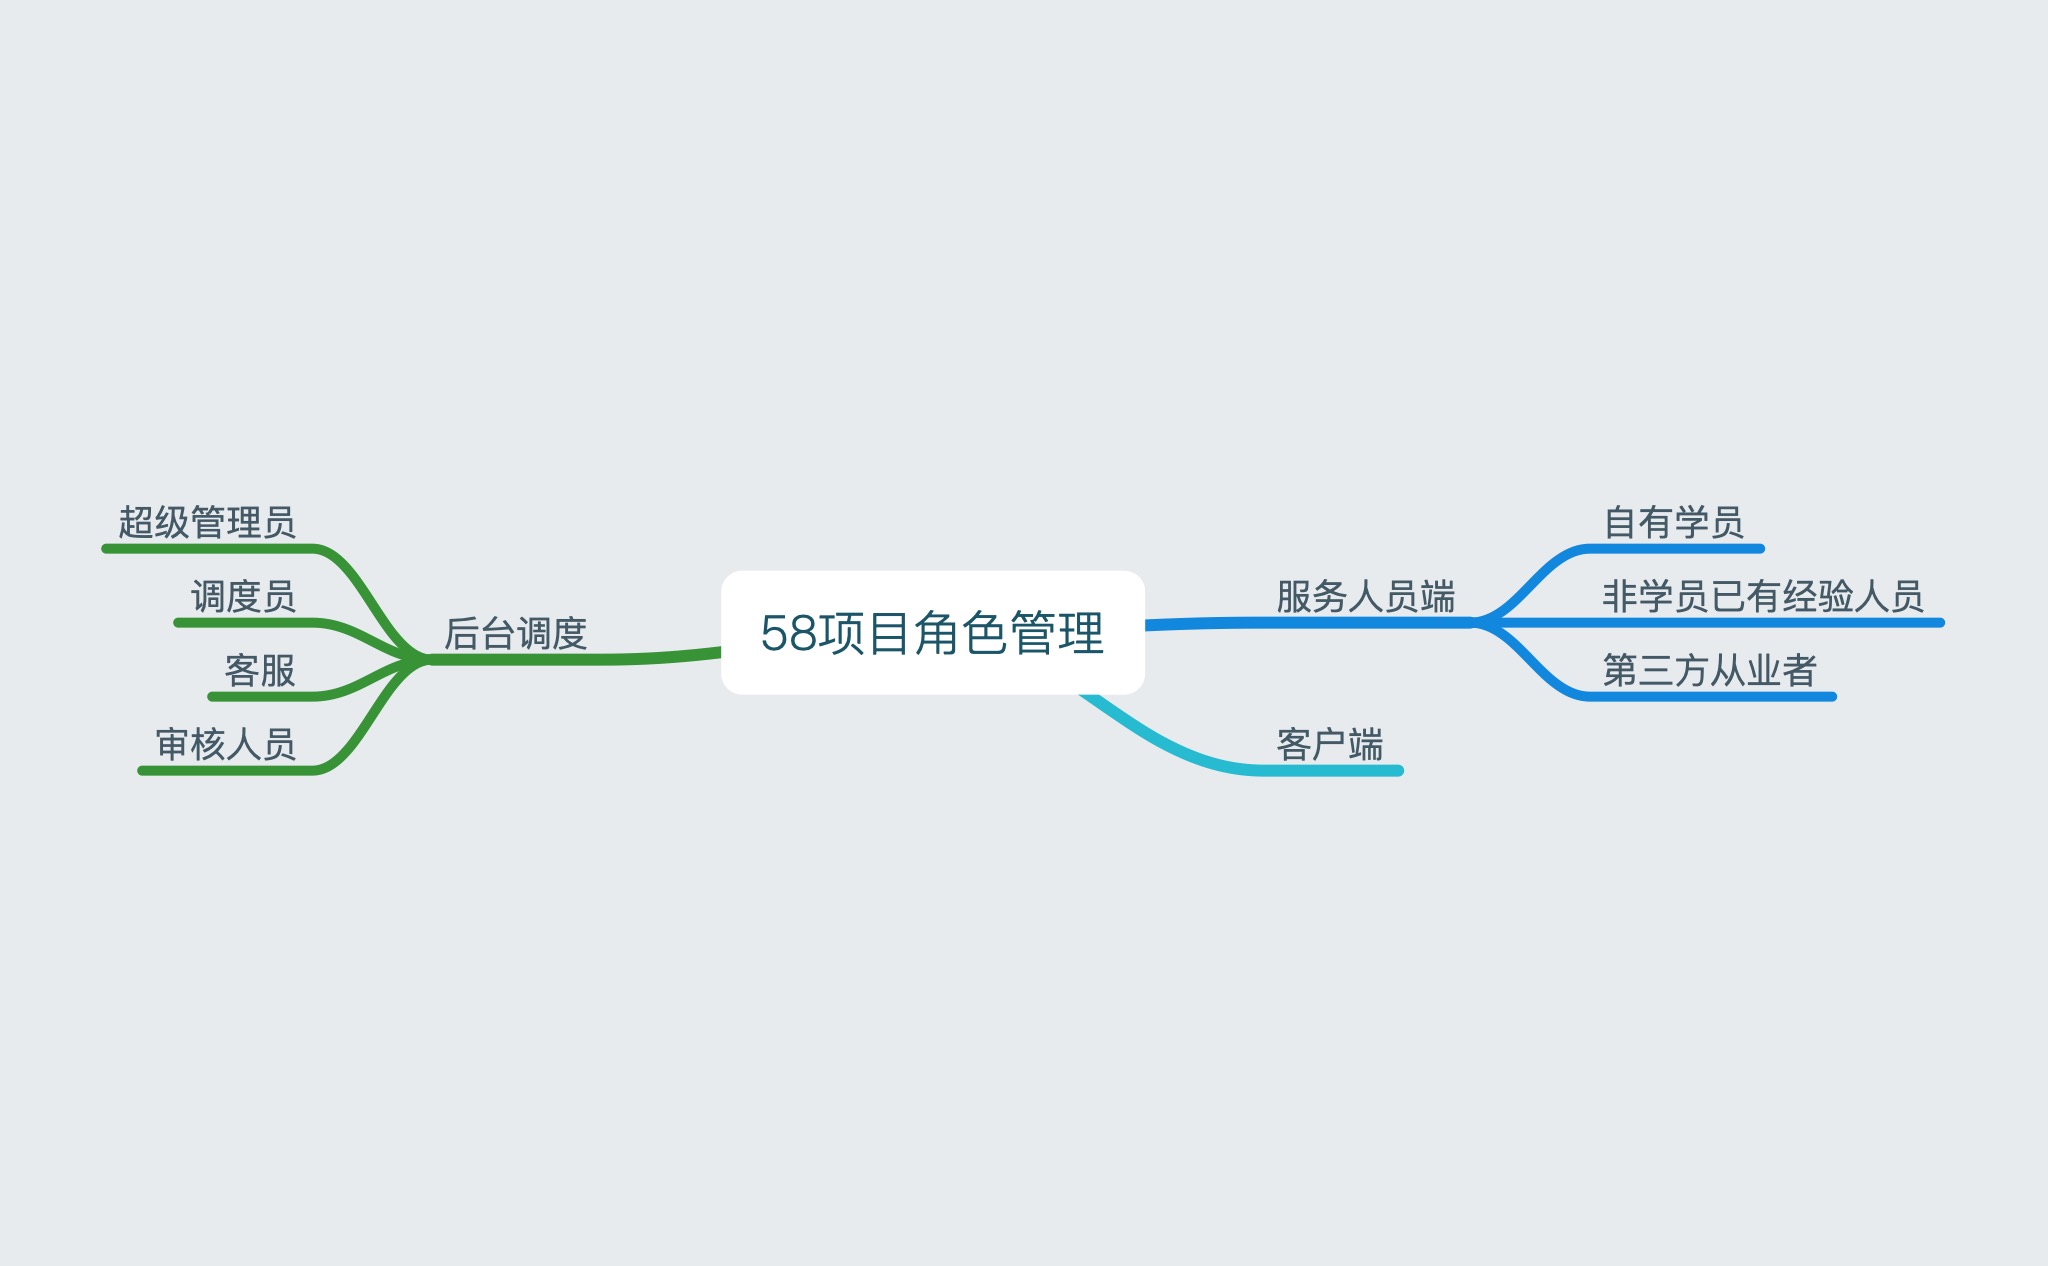 58项目角色管理
服务人员端
自有学员
非学员已有经验人员
第三方从业者
客户端
后台调度
超级管理员
调度员
客服
审核人员